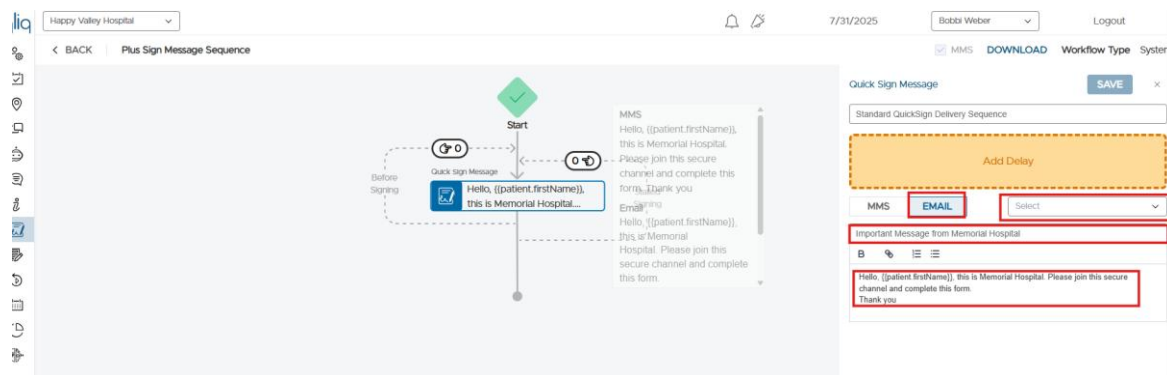 liq
Happy Valley Hospital
7/31/2025
Bobbi Weber
Logout
< BACK
Plus Sign Message Sequence
MMS
DOWNLOAD
Workflow Type
System
Quick Sign Message
SAVE
×
Standard QuickSign Delivery Sequence
Add Delay
MMS
EMAIL
Select
Important Message from Memorial Hospital
B
Hello, {{patient.firstName}}, this is Memorial Hospital. Please join this secure
channel and complete this form.
Thank you
Start
0
0
Before
Signing
Quick Sign Message
Hello, {{patient.firstName}},
this is Memorial Hospital....
Signing
MMS
Hello, {{patient.firstName}},
this is Memorial Hospital.
Please join this secure
channel and complete this
form. Thank you
Email
Hello, {{patient.firstName}},
this is Memorial
Hospital. Please join this
secure channel and complete
this form.